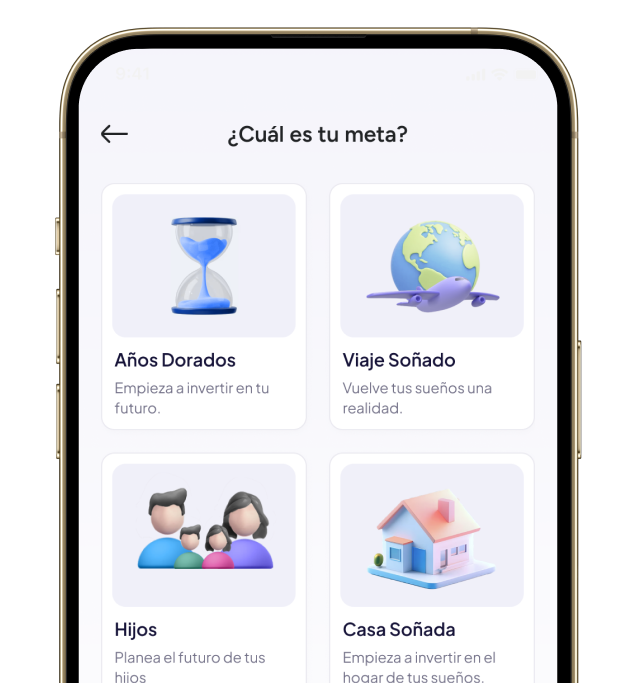 9:41
¿Cuál es tu meta?
Años Dorados
Empieza a invertir en tu
futuro.
Viaje Soñado
Vuelve tus sueños una
realidad.
Hijos
Planea el futuro de tus
hijos
Casa Soñada
Empieza a invertir en el
hogar de tus sueños.